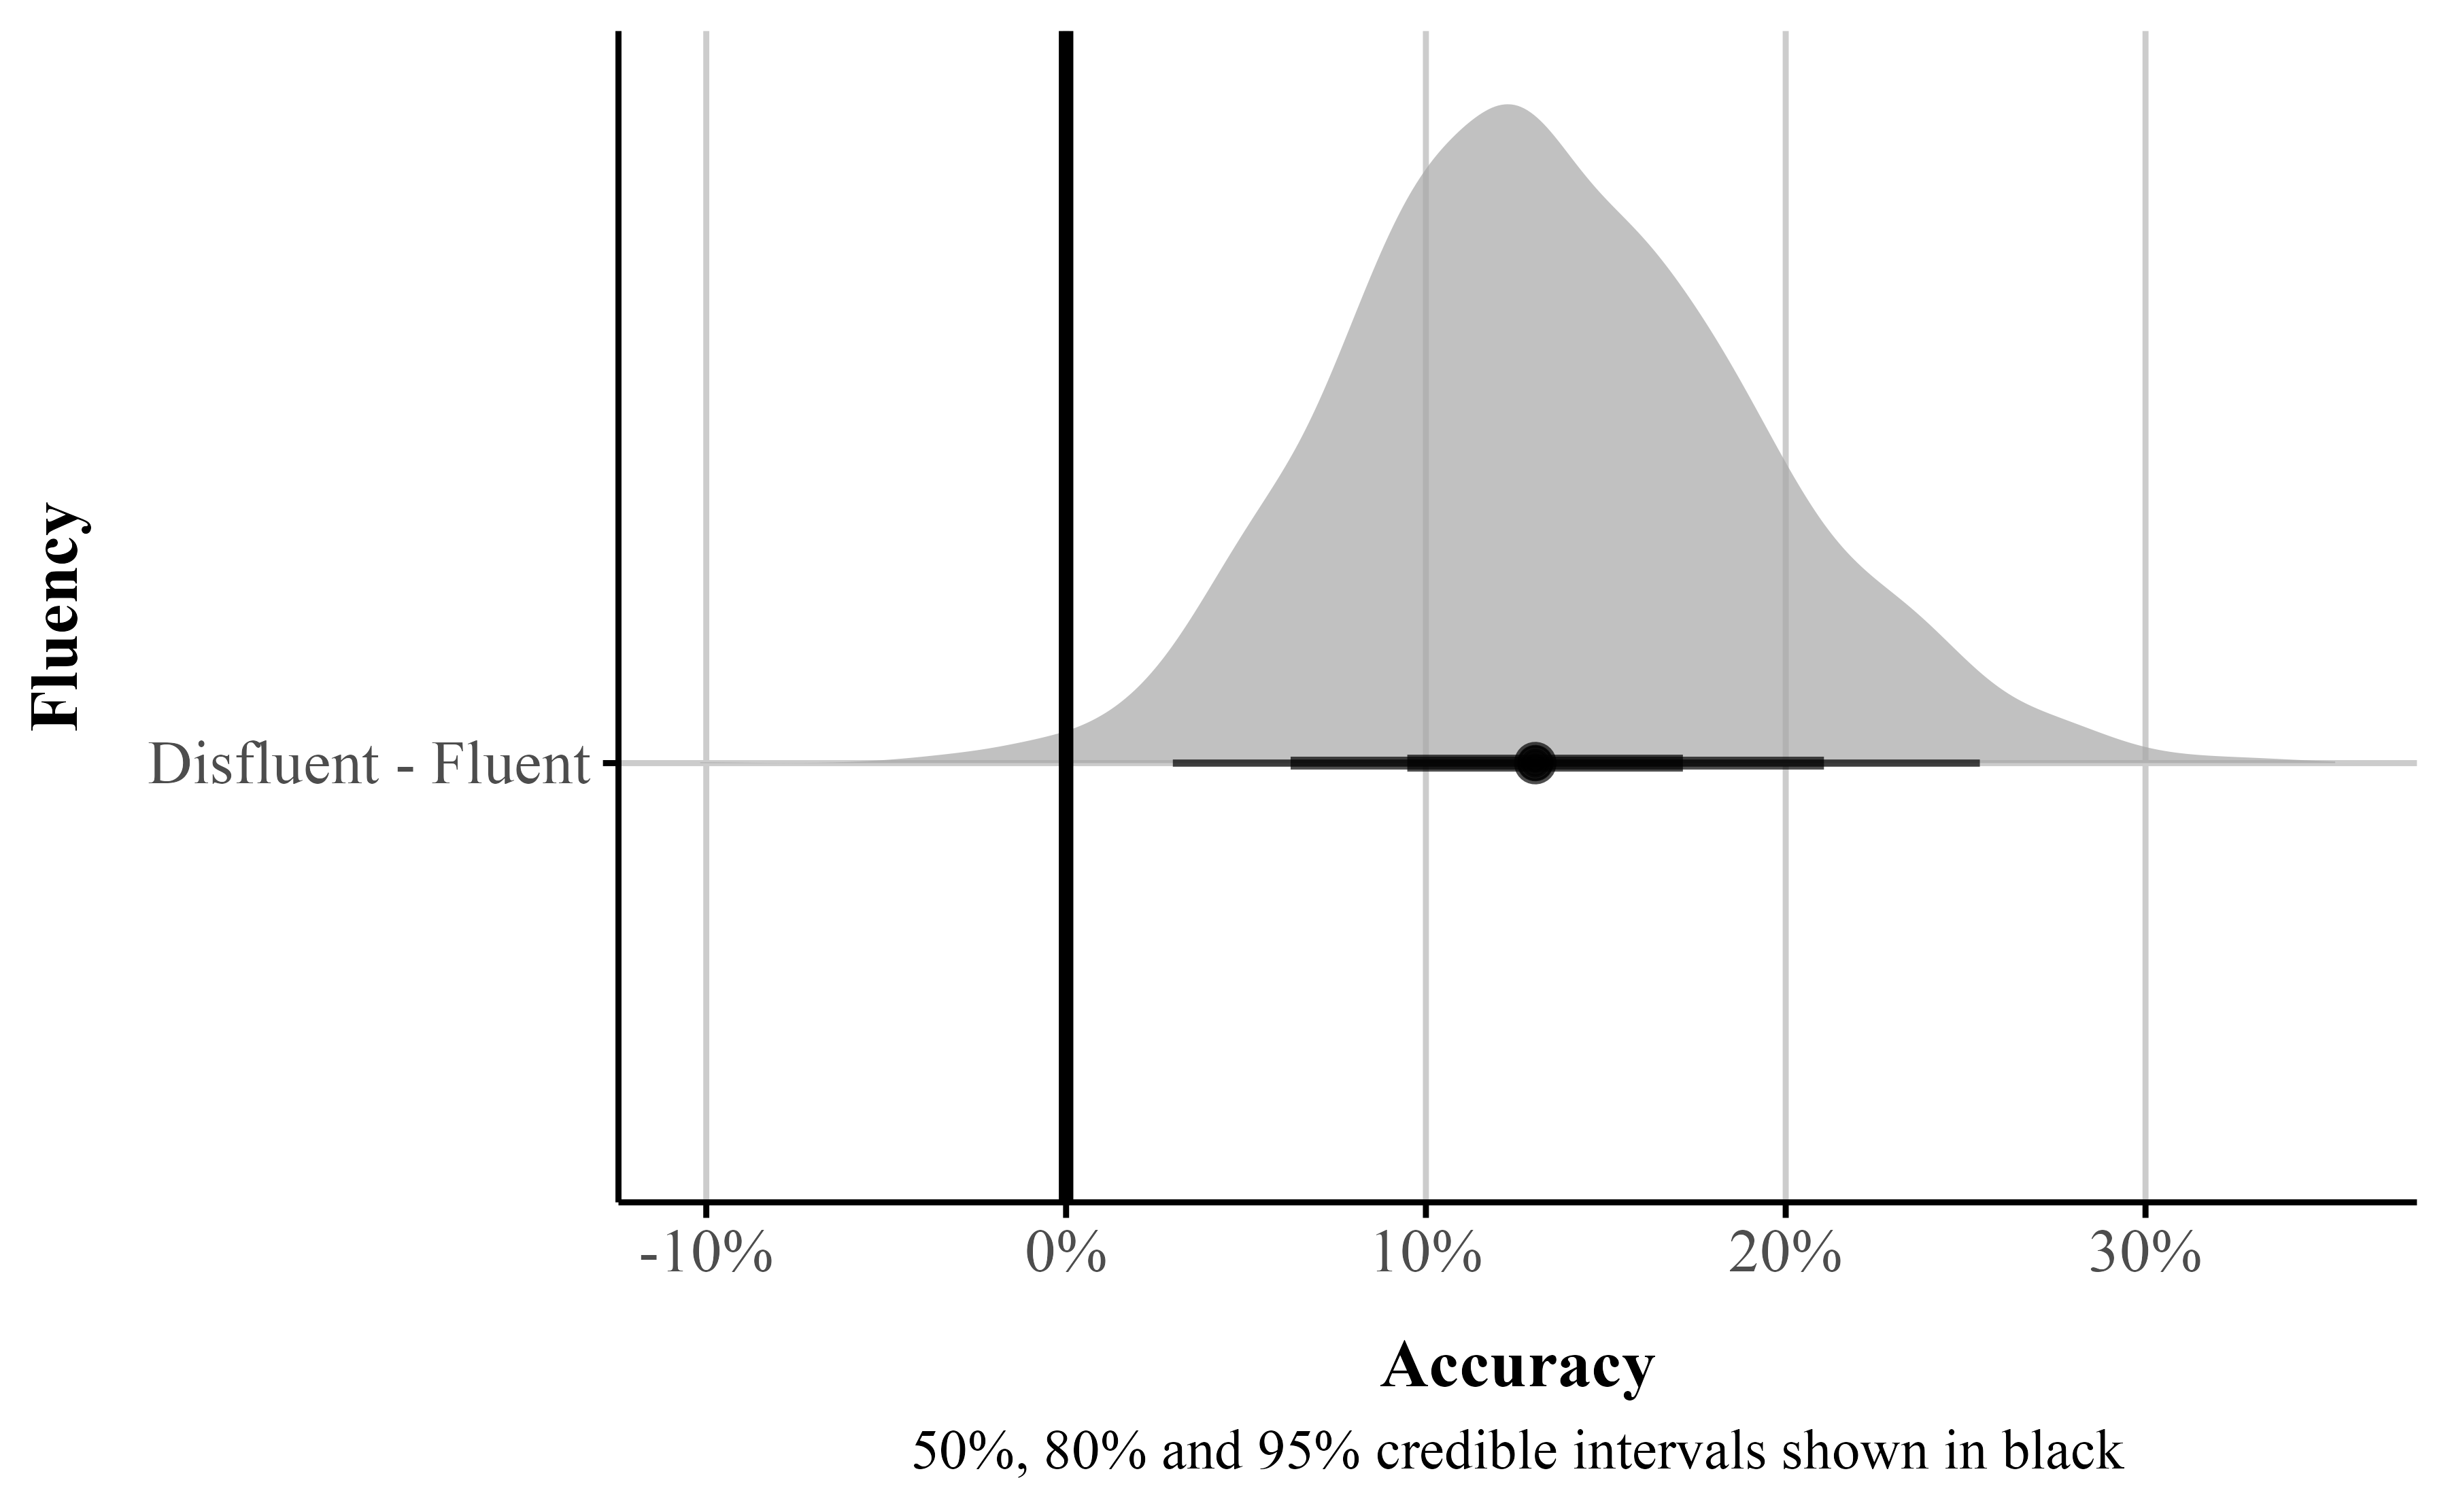 Fluency
Disfluent - Fluent
-10%
0%
10%
20%
30%
Accuracy
50%, 80% and 95% credible intervals shown in black